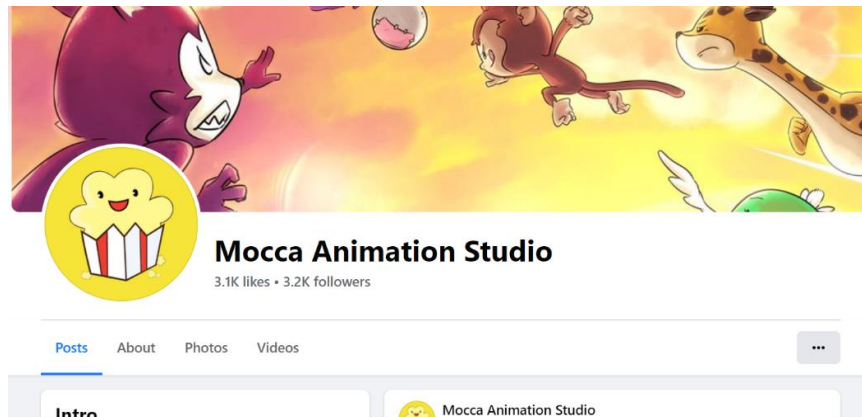 Mocca Animation Studio
3.1K likes • 3.2K followers
Posts About Photos Videos
Intro
Mocca Animation Studio